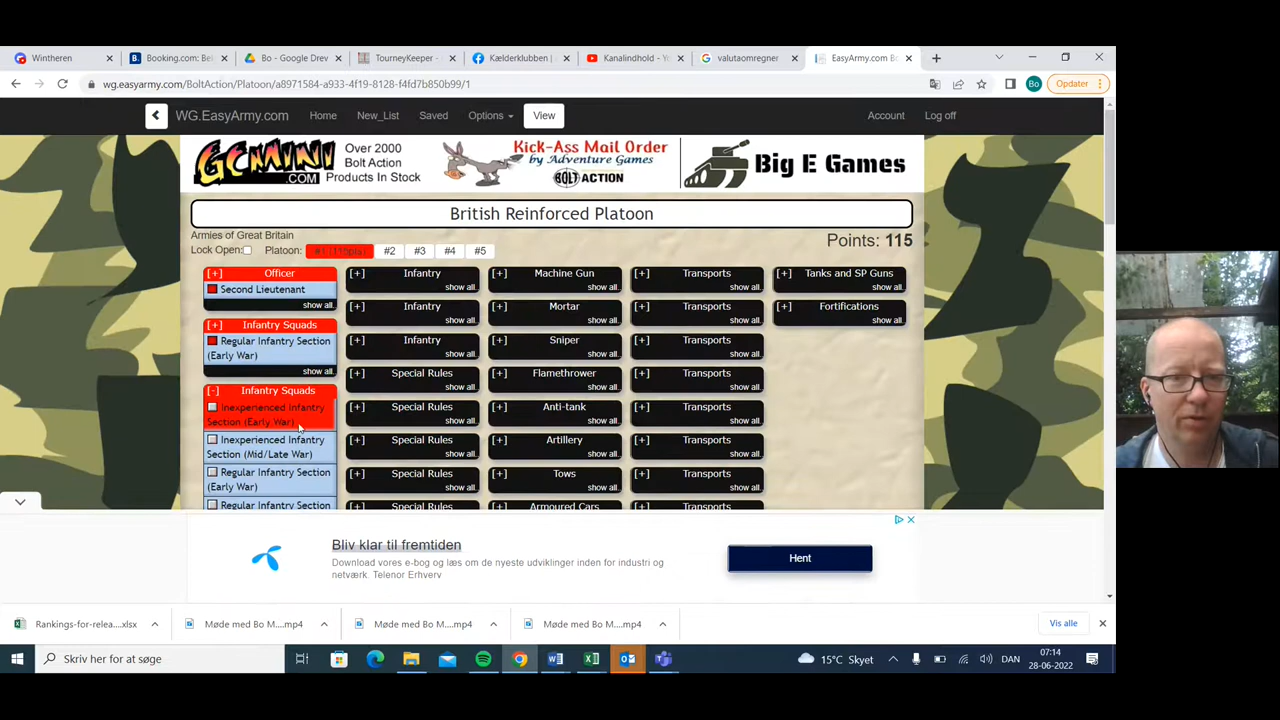 Wintheren
Booking.com: Be
Bo - Google Drev
TourneyKeeper -
Kælderklubben |
Kanalindhold - Y
valutaomregner
EasyArmy.com B
wg.easyarmy.com/BoltAction/Platoon/a8971584-a933-4f19-8128-f4fd7b850b99/1
Bo
Opdater
WG.EasyArmy.com Home New_List Saved Options View Account Log off
GCMINI.COM
Over 2000
Bolt Action
Products In Stock
Kick-Ass Mail Order
by Adventure Games
BOLT ACTION
Big E Games
British Reinforced Platoon
Armies of Great Britain
Points: 115
Lock Open: Platoon: #2 #3 #4 #5
[+] Officer
Second Lieutenant
show all.
[+] Infantry Squads
Regular Infantry Section
(Early War)
show all.
[-] Infantry Squads
Inexperienced Infantry
Section (Early War)
Inexperienced Infantry
Section (Mid/Late War)
Regular Infantry Section
(Early War)
Regular Infantry Section
[+] Infantry
show all.
[+] Infantry
show all.
[+] Infantry
show all.
[+] Special Rules
show all.
[+] Special Rules
show all.
[+] Special Rules
show all.
[+] Special Rules
show all.
[+] Special Rules
[+] Machine Gun
show all.
[+] Mortar
show all.
[+] Sniper
show all.
[+] Flamethrower
show all.
[+] Anti-tank
show all.
[+] Artillery
show all.
[+] Tows
show all.
[+] Armoured Cars
[+] Transports
show all.
[+] Transports
show all.
[+] Transports
show all.
[+] Transports
show all.
[+] Transports
show all.
[+] Transports
show all.
[+] Transports
show all.
[+] Transports
[+] Tanks and SP Guns
show all.
[+] Fortifications
show all.
Bliv klar til fremtiden
Download vores e-bog og læs om de nyeste udviklinger inden for industri og
netværk. Telenor Erhverv
Hent
Rankings-for-relea....xlsx
Møde med Bo M....mp4
Møde med Bo M....mp4
Møde med Bo M....mp4
Vis alle
Skriv her for at søge
15°C Skyet
DAN
07:14
28-06-2022